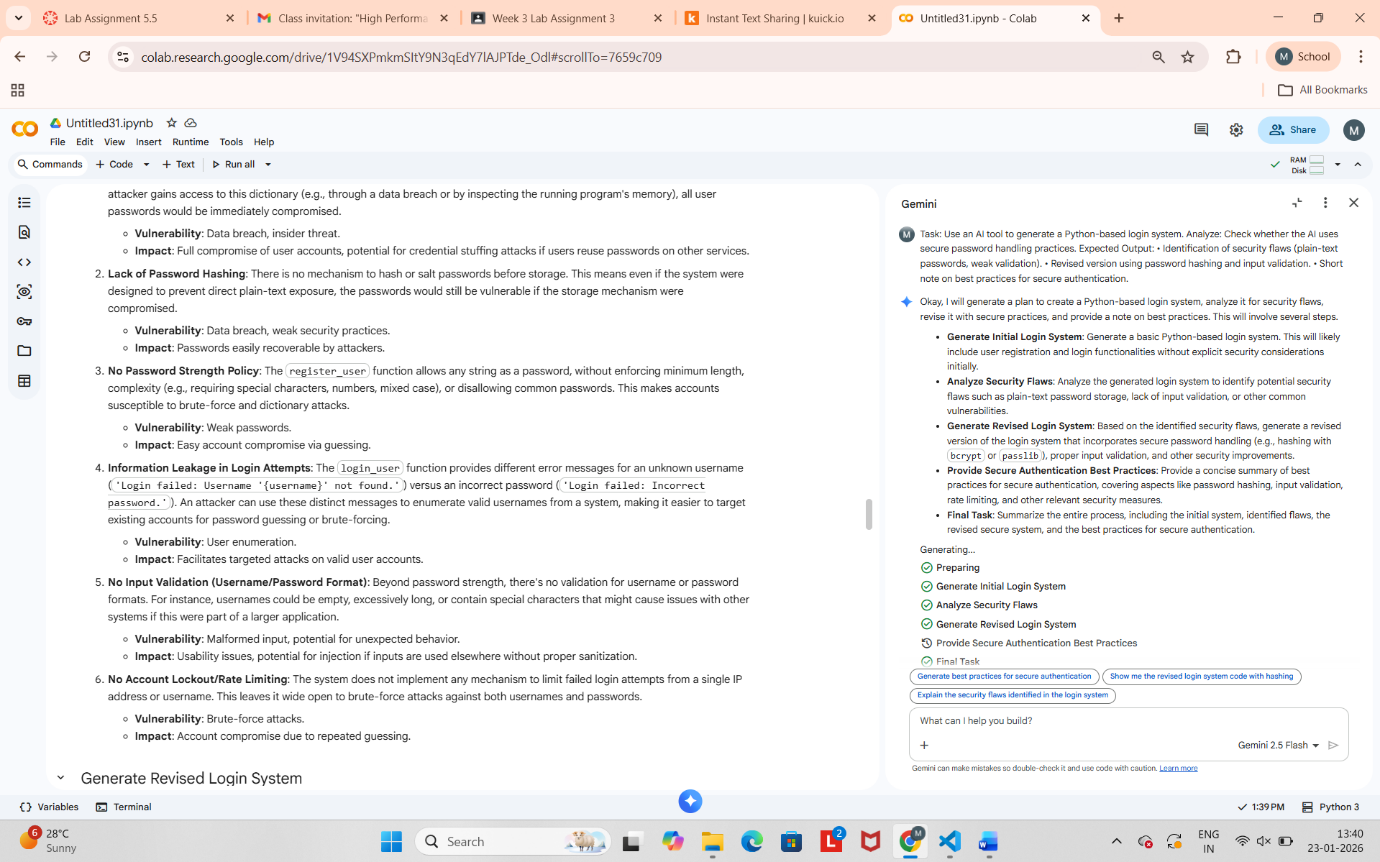 Lab Assignment 5.5
Class invitation: "High Performa
Week 3 Lab Assignment 3
Instant Text Sharing | kuick.io
Untitled31.ipynb - Colab
colab.research.google.com/drive/1V94SXPmkmSItY9N3qEdY7lAJPTde_Odl#scrollTo=7659c709
M School
All Bookmarks
Untitled31.ipynb
File Edit View Insert Runtime Tools Help
Share
M
Commands + Code + Text Run all
RAM
Disk
attacker gains access to this dictionary (e.g., through a data breach or by inspecting the running program's memory), all user
passwords would be immediately compromised.
Vulnerability: Data breach, insider threat.
Impact: Full compromise of user accounts, potential for credential stuffing attacks if users reuse passwords on other services.
2. Lack of Password Hashing: There is no mechanism to hash or salt passwords before storage. This means even if the system were
designed to prevent direct plain-text exposure, the passwords would still be vulnerable if the storage mechanism were
compromised.
Vulnerability: Data breach, weak security practices.
Impact: Passwords easily recoverable by attackers.
3. No Password Strength Policy: The register_user function allows any string as a password, without enforcing minimum length,
complexity (e.g., requiring special characters, numbers, mixed case), or disallowing common passwords. This makes accounts
susceptible to brute-force and dictionary attacks.
Vulnerability: Weak passwords.
Impact: Easy account compromise via guessing.
4. Information Leakage in Login Attempts: The login_user function provides different error messages for an unknown username
('Login failed: Username '{username}' not found.') versus an incorrect password ('Login failed: Incorrect
password.'). An attacker can use these distinct messages to enumerate valid usernames from a system, making it easier to target
existing accounts for password guessing or brute-forcing.
Vulnerability: User enumeration.
Impact: Facilitates targeted attacks on valid user accounts.
5. No Input Validation (Username/Password Format): Beyond password strength, there's no validation for username or password
formats. For instance, usernames could be empty, excessively long, or contain special characters that might cause issues with other
systems if this were part of a larger application.
Vulnerability: Malformed input, potential for unexpected behavior.
Impact: Usability issues, potential for injection if inputs are used elsewhere without proper sanitization.
6. No Account Lockout/Rate Limiting: The system does not implement any mechanism to limit failed login attempts from a single IP
address or username. This leaves it wide open to brute-force attacks against both usernames and passwords.
Vulnerability: Brute-force attacks.
Impact: Account compromise due to repeated guessing.
Generate Revised Login System
Gemini
M
Task: Use an AI tool to generate a Python-based login system. Analyze: Check whether the AI uses
secure password handling practices. Expected Output: • Identification of security flaws (plain-text
passwords, weak validation). • Revised version using password hashing and input validation. • Short
note on best practices for secure authentication.
Okay, I will generate a plan to create a Python-based login system, analyze it for security flaws,
revise it with secure practices, and provide a note on best practices. This will involve several steps.
• Generate Initial Login System: Generate a basic Python-based login system. This will likely
include user registration and login functionalities without explicit security considerations
initially.
• Analyze Security Flaws: Analyze the generated login system to identify potential security
flaws such as plain-text password storage, lack of input validation, or other common
vulnerabilities.
• Generate Revised Login System: Based on the identified security flaws, generate a revised
version of the login system that incorporates secure password handling (e.g., hashing with
bcrypt or passlib), proper input validation, and other security improvements.
• Provide Secure Authentication Best Practices: Provide a concise summary of best
practices for secure authentication, covering aspects like password hashing, input validation,
rate limiting, and other relevant security measures.
• Final Task: Summarize the entire process, including the initial system, identified flaws, the
revised secure system, and the best practices for secure authentication.
Generating...
Preparing
Generate Initial Login System
Analyze Security Flaws
Generate Revised Login System
Provide Secure Authentication Best Practices
Final Task
Generate best practices for secure authentication
Show me the revised login system code with hashing
Explain the security flaws identified in the login system
What can I help you build?
Gemini 2.5 Flash
Gemini can make mistakes so double-check it and use code with caution. Learn more
Variables Terminal
1:39 PM Python 3
6
28°C
Sunny
Search
L
2
M
ENG
IN
13:40
23-01-2026